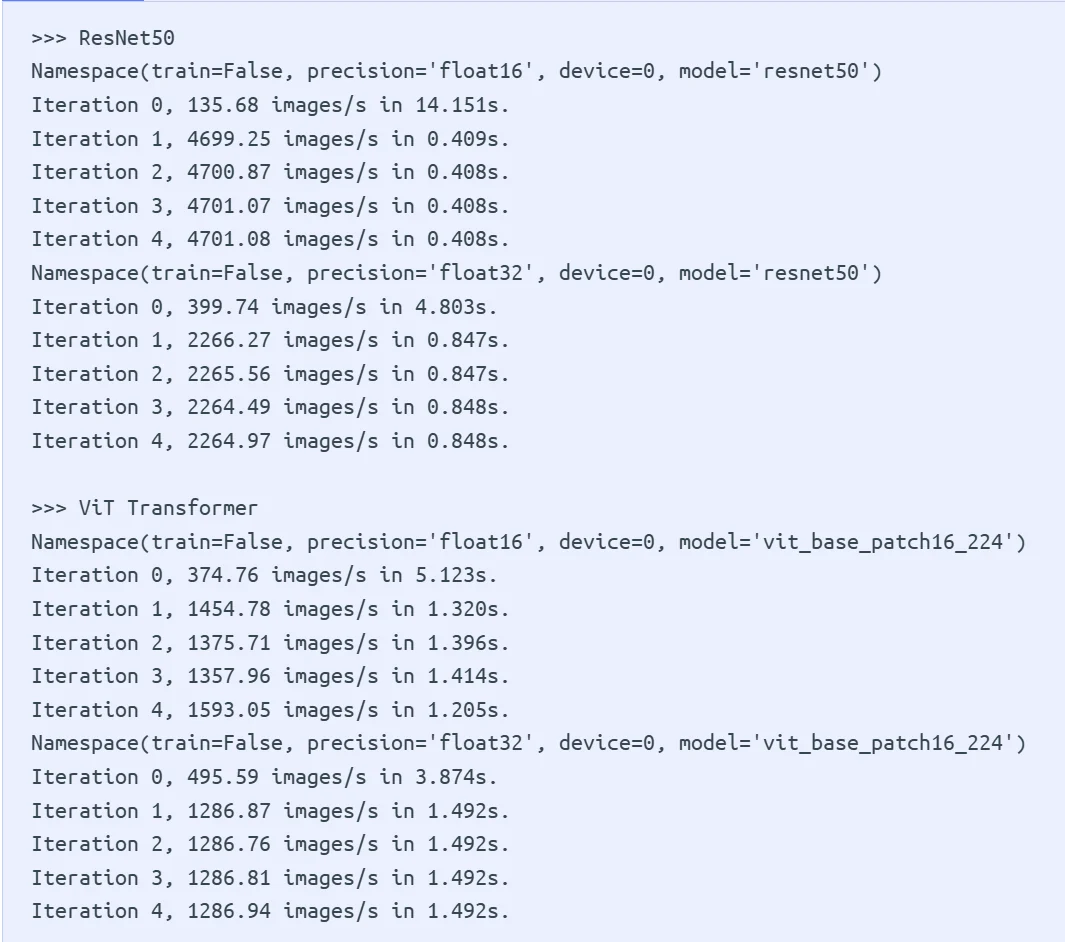 >>> ResNet50
Namespace(train=False, precision='float16', device=0, model='resnet50')
Iteration 0, 135.68 images/s in 14.151s.
Iteration 1, 4699.25 images/s in 0.409s.
Iteration 2, 4700.87 images/s in 0.408s.
Iteration 3, 4701.07 images/s in 0.408s.
Iteration 4, 4701.08 images/s in 0.408s.
Namespace(train=False, precision='float32', device=0, model='resnet50')
Iteration 0, 399.74 images/s in 4.803s.
Iteration 1, 2266.27 images/s in 0.847s.
Iteration 2, 2265.56 images/s in 0.847s.
Iteration 3, 2264.49 images/s in 0.848s.
Iteration 4, 2264.97 images/s in 0.848s.
>>> ViT Transformer
Namespace(train=False, precision='float16', device=0, model='vit_base_patch16_224')
Iteration 0, 374.76 images/s in 5.123s.
Iteration 1, 1454.78 images/s in 1.320s.
Iteration 2, 1375.71 images/s in 1.396s.
Iteration 3, 1357.96 images/s in 1.414s.
Iteration 4, 1593.05 images/s in 1.205s.
Namespace(train=False, precision='float32', device=0, model='vit_base_patch16_224')
Iteration 0, 495.59 images/s in 3.874s.
Iteration 1, 1286.87 images/s in 1.492s.
Iteration 2, 1286.76 images/s in 1.492s.
Iteration 3, 1286.81 images/s in 1.492s.
Iteration 4, 1286.94 images/s in 1.492s.